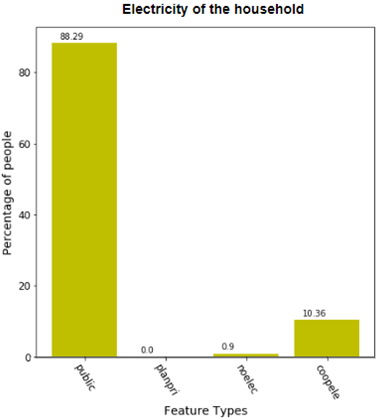 Electricity of the household
Percentage of people
80
60
40
20
0
88.29
0.0
0.9
10.36
public
planpri
noelec
coopele
Feature Types